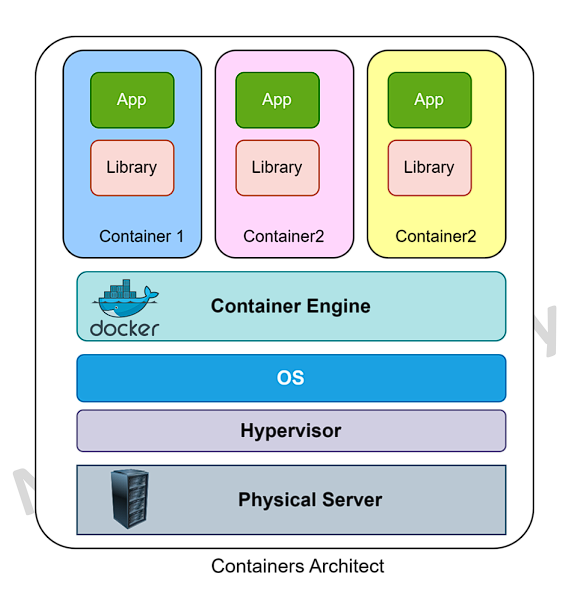 App
App
App
Library
Library
Library
Container 1
Container2
Container2
docker
Container Engine
OS
Hypervisor
Physical Server
Containers Architect